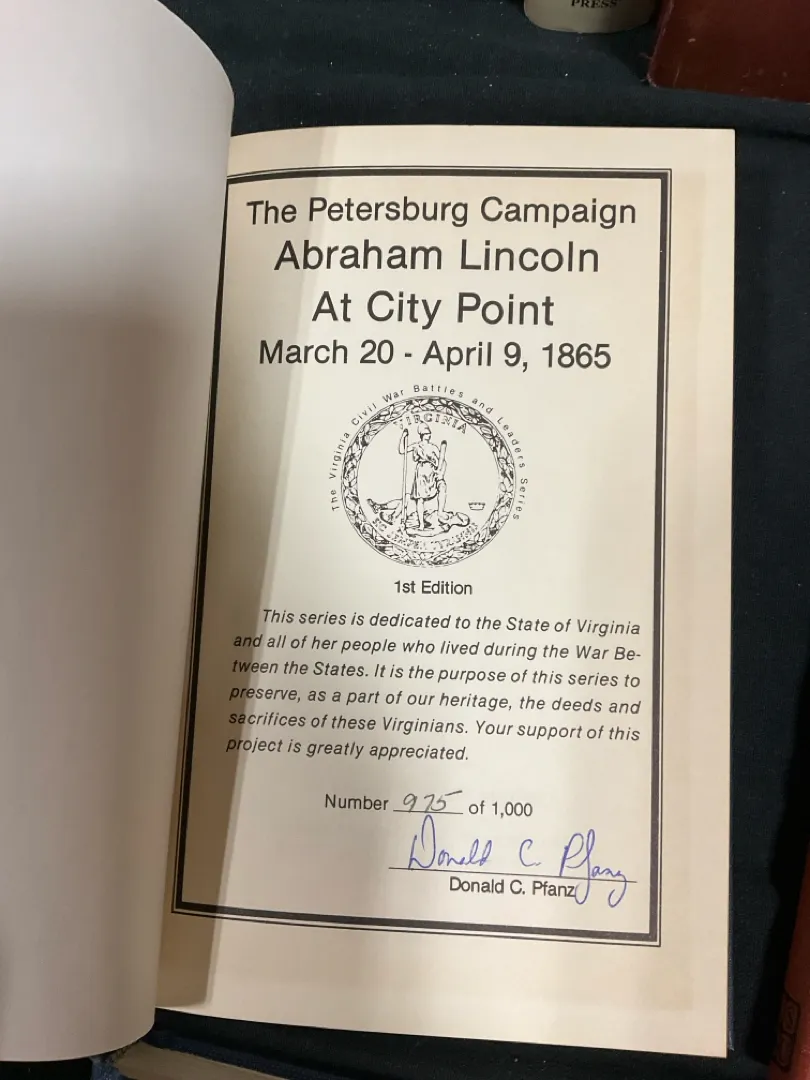 PRESS
The Petersburg Campaign
Abraham Lincoln
At City Point
March 20 - April 9, 1865
The Virginia Civil War Battles and Leaders Series
VIRGINIA
1st Edition
This series is dedicated to the State of Virginia
and all of her people who lived during the War Be-
tween the States. It is the purpose of this series to
preserve, as a part of our heritage, the deeds and
sacrifices of these Virginians. Your support of this
project is greatly appreciated.
Number 975 of 1,000
Donald C. Pfanz
Donald C. Pfanz